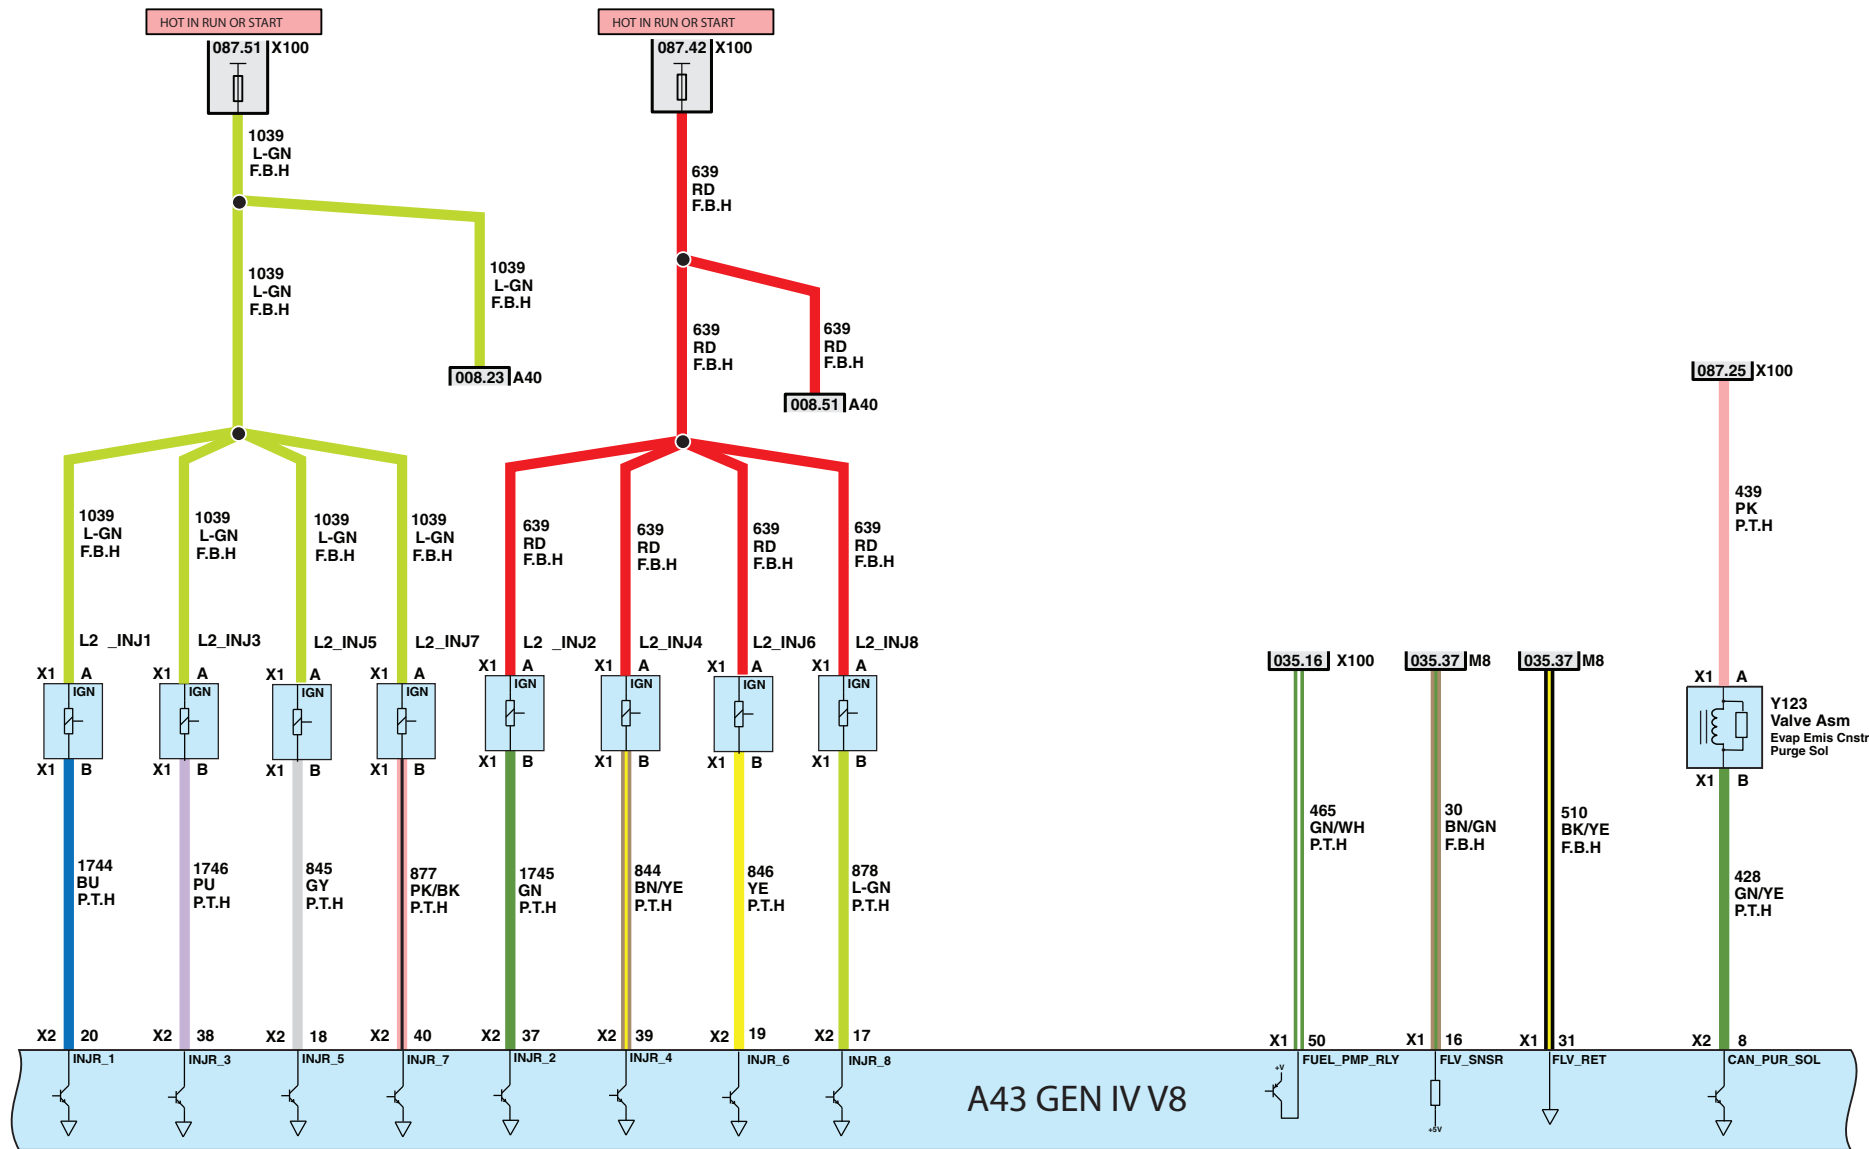 HOT IN RUN OR START
HOT IN RUN OR START
087.51 X100
087.42 X100
1039
L-GN
F.B.H
639
RD
F.B.H
1039
L-GN
F.B.H
1039
L-GN
F.B.H
639
RD
F.B.H
639
RD
F.B.H
008.23 A40
008.51 A40
087.25 X100
1039
L-GN
F.B.H
1039
L-GN
F.B.H
1039
L-GN
F.B.H
1039
L-GN
F.B.H
639
RD
F.B.H
639
RD
F.B.H
639
RD
F.B.H
639
RD
F.B.H
439
PK
P.T.H
L2 _INJ1
L2_INJ3
L2_INJ5
L2_INJ7
L2 _INJ2
L2_INJ4
L2_INJ6
L2_INJ8
035.16 X100
035.37 M8
035.37 M8
X1 A
X1 A
X1 A
X1 A
X1 A
X1 A
X1 A
X1 A
X1 A
IGN
IGN
IGN
IGN
IGN
IGN
IGN
IGN
Y123
Valve Asm
Evap Emis Cnstr
Purge Sol
X1 B
X1 B
X1 B
X1 B
X1 B
X1 B
X1 B
X1 B
X1 B
1744
BU
P.T.H
1746
PU
P.T.H
845
GY
P.T.H
877
PK/BK
P.T.H
1745
GN
P.T.H
844
BN/YE
P.T.H
846
YE
P.T.H
878
L-GN
P.T.H
465
GN/WH
P.T.H
30
BN/GN
F.B.H
510
BK/YE
F.B.H
428
GN/YE
P.T.H
X2 20
X2 38
X2 18
X2 40
X2 37
X2 39
X2 19
X2 17
X1 50
X1 16
X1 31
X2 8
INJR_1
INJR_3
INJR_5
INJR_7
INJR_2
INJR_4
INJR_6
INJR_8
FUEL_PMP_RLY
FLV_SNSR
FLV_RET
CAN_PUR_SOL
+V
A43 GEN IV V8
+5V